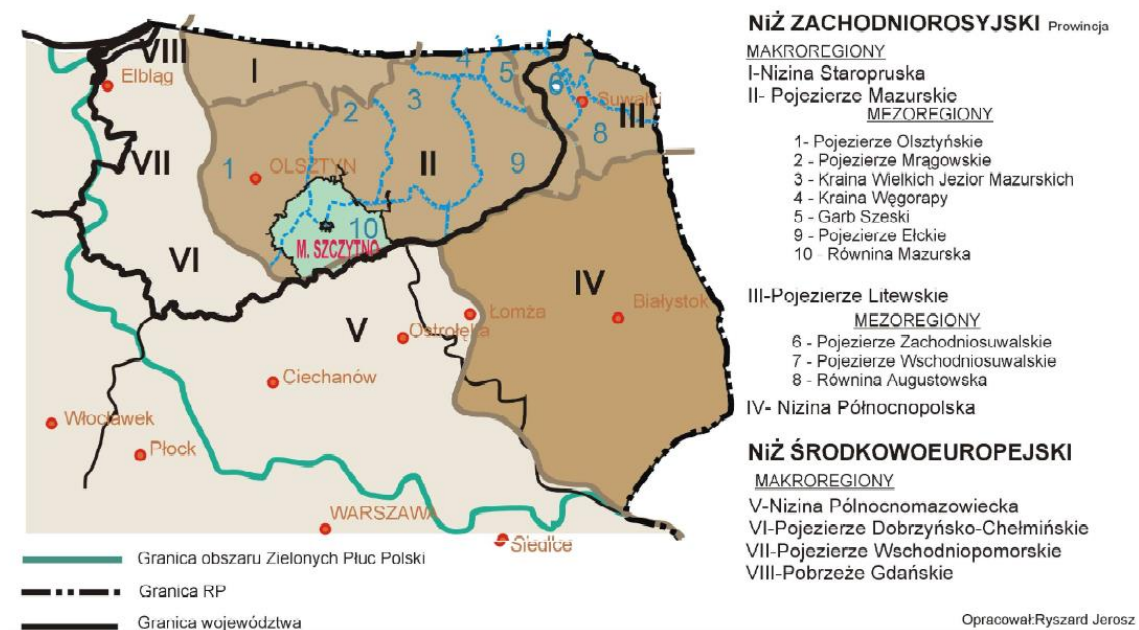 VIII
Elbląg
I
4
5
7
6
Suwałki
III
2
3
8
VII
1
OLSZTYN
II
9
10
M. SZCZYTNO
VI
IV
Łomża
Białystok
V
Ostrołęka
Ciechanów
Włocławek
Płock
WARSZAWA
Siedlce
Granica obszaru Zielonych Płuc Polski
Granica RP
Granica województwa
NiŻ ZACHODNIOROSYJSKI Prowincja
MAKROREGIONY
I-Nizina Staropruska
II- Pojezierze Mazurskie
MEZOREGIONY
1- Pojezierze Olsztyńskie
2 - Pojezierze Mrągowskie
3 - Kraina Wielkich Jezior Mazurskich
4 - Kraina Węgorapy
5 - Garb Szeski
9 - Pojezierze Ełckie
10 - Równina Mazurska
III-Pojezierze Litewskie
MEZOREGIONY
6 - Pojezierze Zachodniosuwalskie
7 - Pojezierze Wschodniosuwalskie
8 - Równina Augustowska
IV- Nizina Północnopolska
NiŻ ŚRODKOWOEUROPEJSKI
MAKROREGIONY
V-Nizina Północnomazowiecka
VI-Pojezierze Dobrzyńsko-Chełmińskie
VII-Pojezierze Wschodniopomorskie
VIII-Pobrzeże Gdańskie
Opracował:Ryszard Jerosz